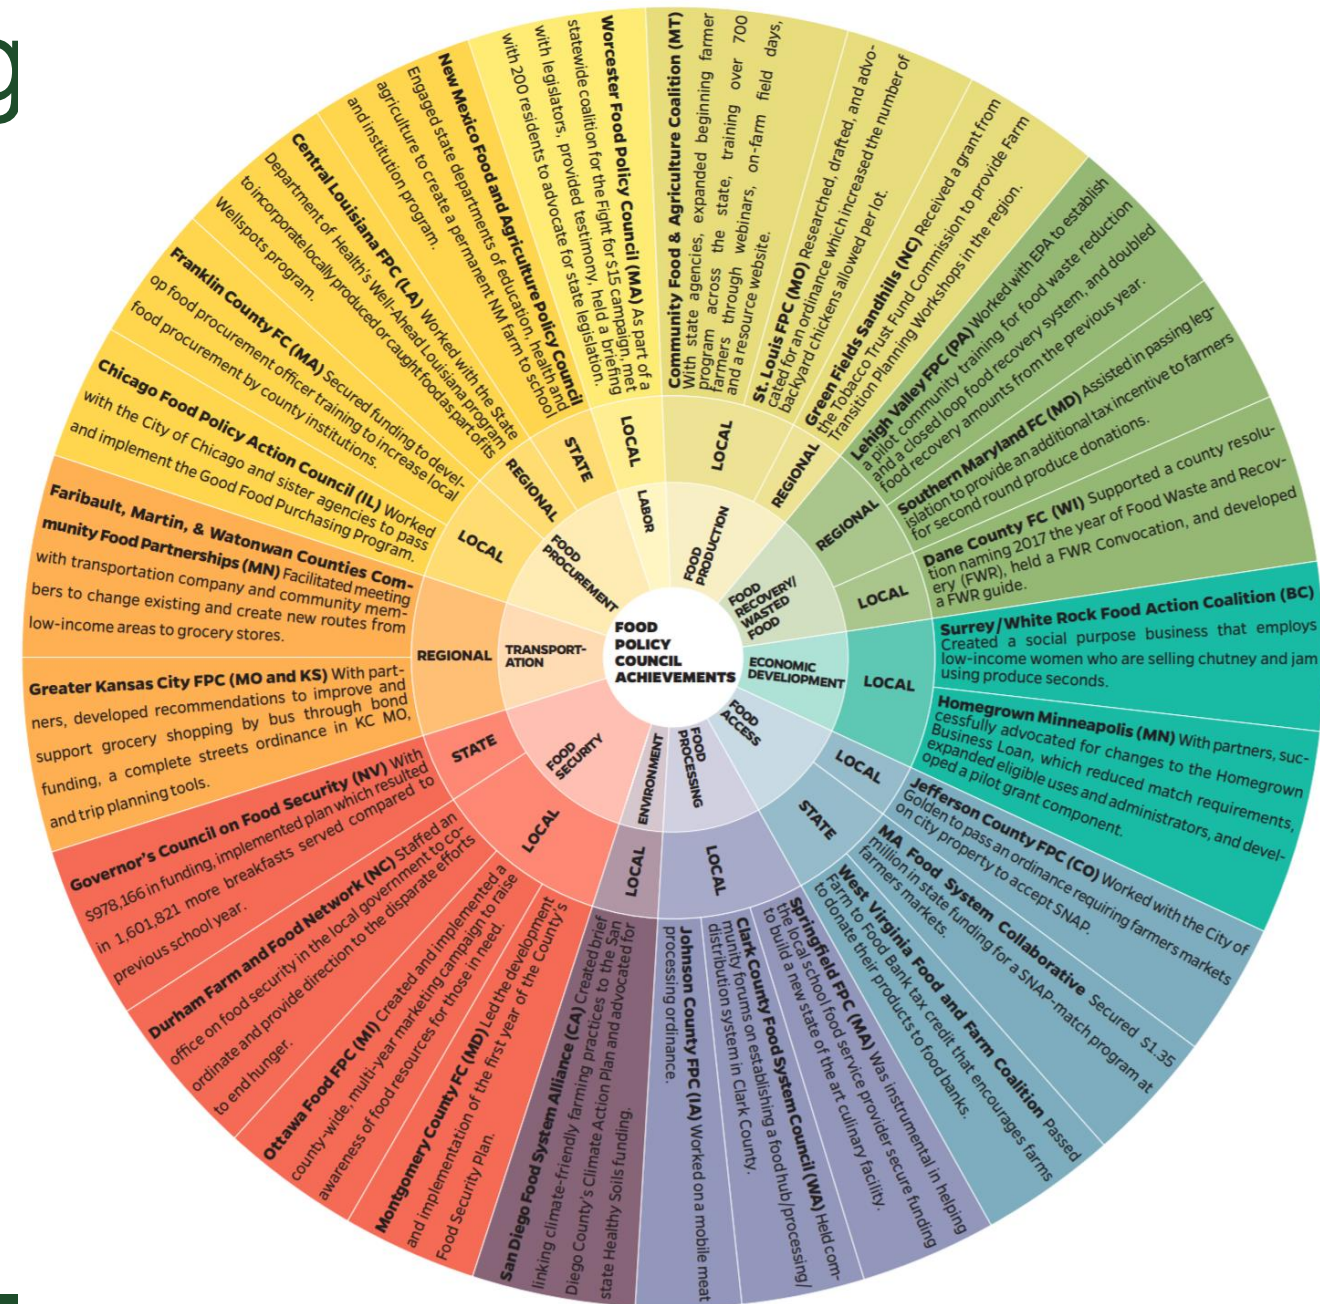 g
FOOD
POLICY
COUNCIL
ACHIEVEMENTS
LABOR
LOCAL
Worcester Food Policy Council (MA) As part of a
statewide coalition for the Fight for $15 campaign, met
with legislators, provided testimony, held a briefing
with 200 residents to advocate for state legislation.
FOOD
PRODUCTION
LOCAL
Community Food & Agriculture Coalition (MT)
With state agencies, expanded beginning farmer
program across the state, training over 700
farmers through webinars, on-farm field days,
and a resource website.
St. Louis FPC (MO) Researched, drafted, and advo-
cated for an ordinance which increased the number of
backyard chickens allowed per lot.
REGIONAL
Green Fields Sandhills (NC) Received a grant from
the Tobacco Trust Fund Commission to provide Farm
Transition Planning Workshops in the region.
FOOD
RECOVERY/
WASTED
FOOD
REGIONAL
Lehigh Valley FPC (PA) Worked with EPA to establish
a pilot community training for food waste reduction
and a closed loop food recovery system, and doubled
food recovery amounts from the previous year.
Southern Maryland FC (MD) Assisted in passing leg-
islation to provide an additional tax incentive to farmers
for second round produce donations.
LOCAL
Dane County FC (WI) Supported a county resolu-
tion naming 2017 the year of Food Waste and Recov-
ery (FWR), held a FWR Convocation, and developed
a FWR guide.
ECONOMIC
DEVELIOPMENT
LOCAL
Surrey/White Rock Food Action Coalition (BC)
Created a social purpose business that employs
low-income women who are selling chutney and jam
using produce seconds.
Homegrown Minneapolis (MN) With partners, suc-
cessfully advocated for changes to the Homegrown
Business Loan, which reduced match requirements,
expanded eligible uses and administrators, and devel-
oped a pilot grant component.
FOOD
ACCESS
LOCAL
Jefferson County FPC (CO) Worked with the City of
Golden to pass an ordinance requiring farmers markets
on city property to accept SNAP.
STATE
MA Food System Collaborative Secured $1.35
million in state funding for a SNAP-match program at
farmers markets.
West Virginia Food and Farm Coalition Passed
Farm to Food Bank tax credit that encourages farms
to donate their products to food banks.
FOOD
PROCESSING
LOCAL
Springfield FPC (MA) Was instrumental in helping
the local school food service provider secure funding
to build a new state of the art culinary facility.
Clark County Food System Council (WA) Held com-
munity forums on establishing a food hub/processing/
distribution system in Clark County.
Johnson County FPC (IA) Worked on a mobile meat
processing ordinance.
ENVIRONMENT
LOCAL
San Diego Food System Alliance (CA) Created brief
linking climate-friendly farming practices to the San
Diego County's Climate Action Plan and advocated for
state Healthy Soils funding.
FOOD
SECURITY
LOCAL
Montgomery County FC (MD) Led the development
and implementation of the first year of the County's
Food Security Plan.
Ottawa Food FPC (MI) Created and implemented a
county-wide, multi-year marketing campaign to raise
awareness of food resources for those in need.
Durham Farm and Food Network (NC) Staffed an
office on food security in the local government to co-
ordinate and provide direction to the disparate efforts
to end hunger.
STATE
Governor's Council on Food Security (NV) With
$978,166 in funding, implemented plan which resulted
in 1,601,821 more breakfasts served compared to
previous school year.
TRANSPORT-
ATION
REGIONAL
Greater Kansas City FPC (MO and KS) With part-
ners, developed recommendations to improve and
support grocery shopping by bus through bond
funding, a complete streets ordinance in KC MO,
and trip planning tools.
Faribault, Martin, & Watonwan Counties Com-
munity Food Partnerships (MN) Facilitated meeting
with transportation company and community mem-
bers to change existing and create new routes from
low-income areas to grocery stores.
FOOD
PROCUREMENT
LOCAL
Chicago Food Policy Action Council (IL) Worked
with the City of Chicago and sister agencies to pass
and implement the Good Food Purchasing Program.
Franklin County FC (MA) Secured funding to devel-
op food procurement officer training to increase local
food procurement by county institutions.
REGIONAL
Central Louisiana FPC (LA) Worked with the State
Department of Health's Well-Ahead Louisiana program
to incorporate locally produced or caught food as part of its
Wellspots program.
STATE
New Mexico Food and Agriculture Policy Council
Engaged state departments of education, health and
agriculture to create a permanent NM farm to school
and institution program.